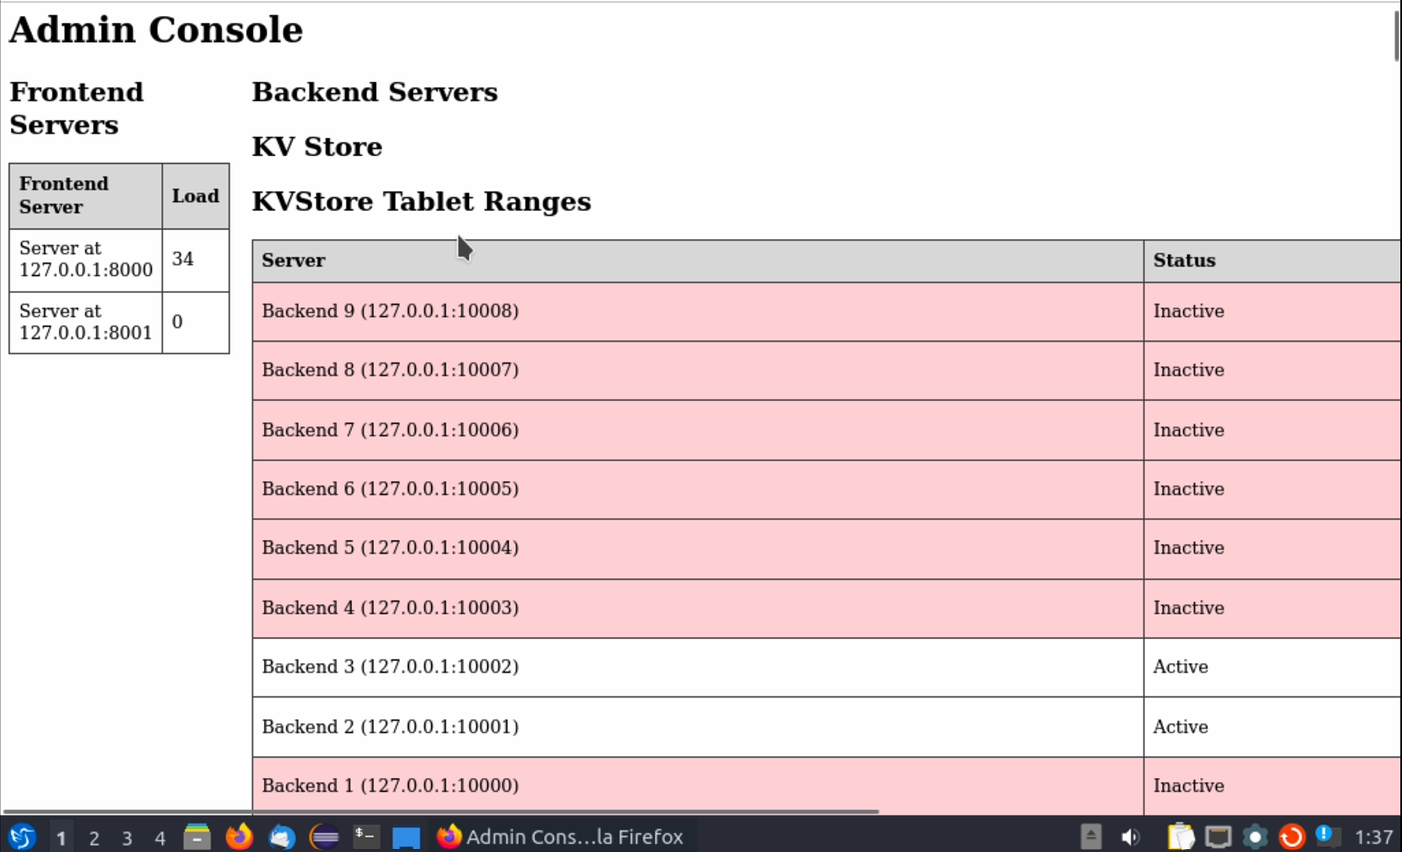 Admin Console
Frontend
Servers
Frontend
Server
Load
Server at
127.0.0.1:8000
34
Server at
127.0.0.1:8001
0
Backend Servers
KV Store
KVStore Tablet Ranges
Server Status
Backend 9 (127.0.0.1:10008) Inactive
Backend 8 (127.0.0.1:10007) Inactive
Backend 7 (127.0.0.1:10006) Inactive
Backend 6 (127.0.0.1:10005) Inactive
Backend 5 (127.0.0.1:10004) Inactive
Backend 4 (127.0.0.1:10003) Inactive
Backend 3 (127.0.0.1:10002) Active
Backend 2 (127.0.0.1:10001) Active
Backend 1 (127.0.0.1:10000) Inactive
1 2 3 4 $– Admin Cons...la Firefox 1:37